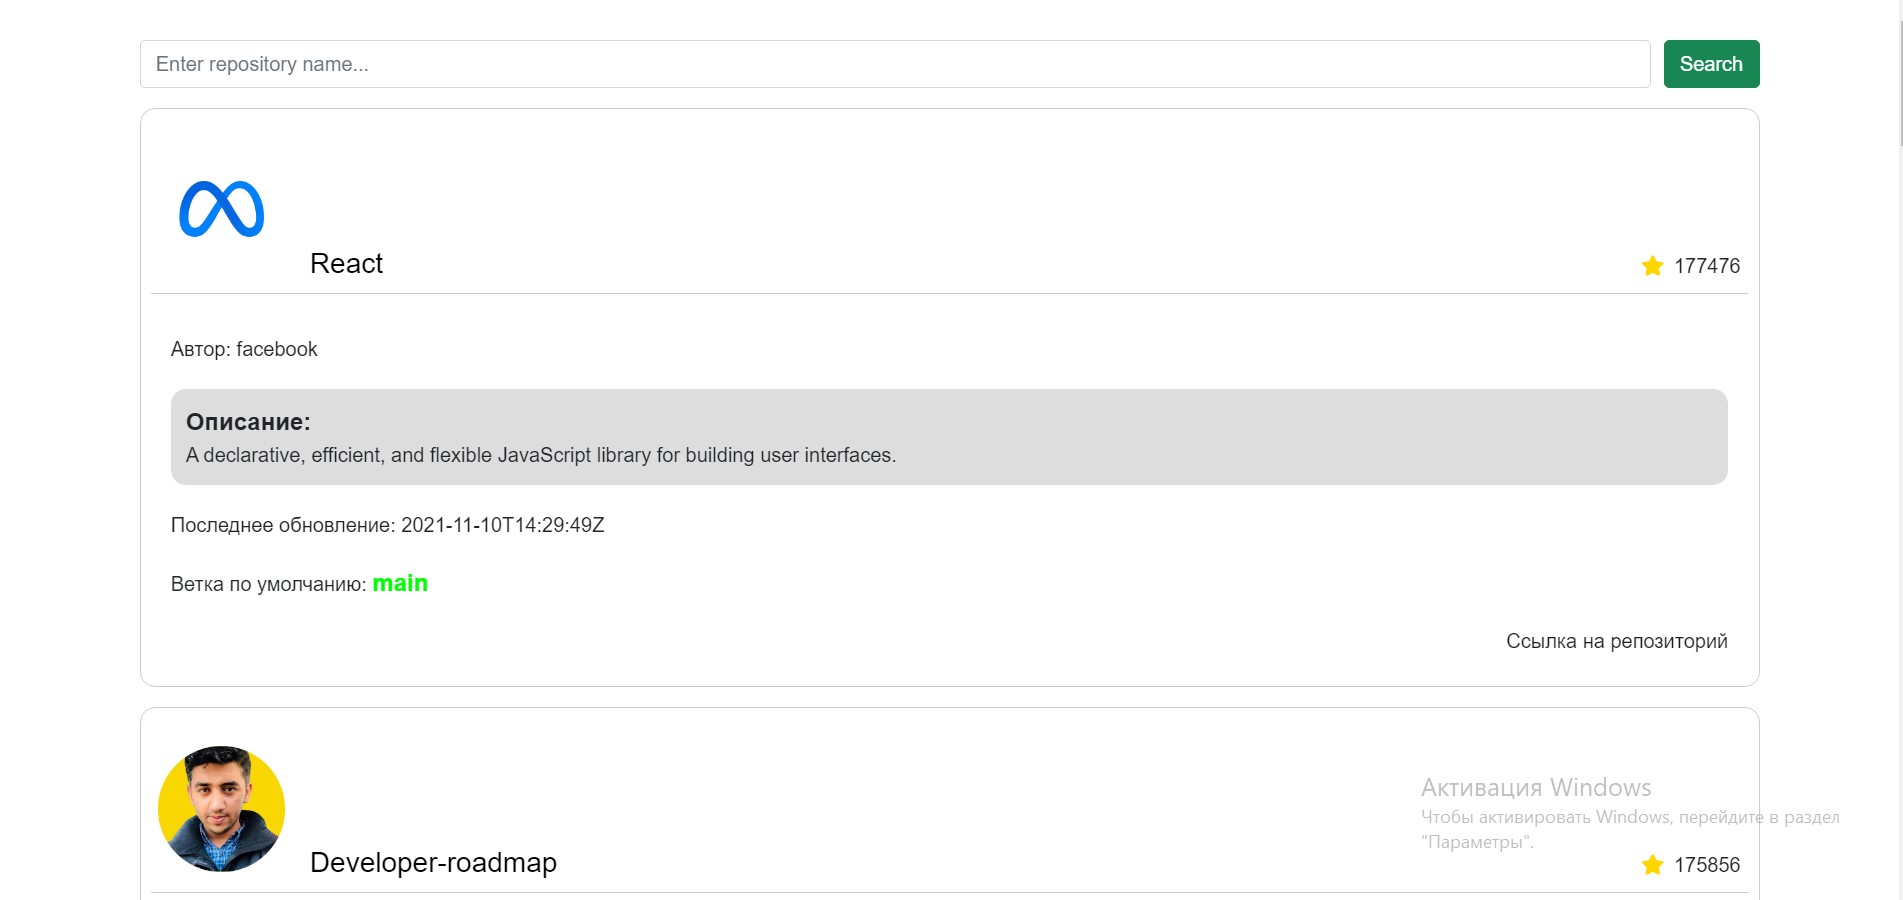 Enter repository name...
Search
React
177476
Автор: facebook
Описание:
A declarative, efficient, and flexible JavaScript library for building user interfaces.
Последнее обновление: 2021-11-10T14:29:49Z
Ветка по умолчанию: main
Ссылка на репозиторий
Активация Windows
Чтобы активировать Windows, перейдите в раздел
"Параметры".
Developer-roadmap
175856